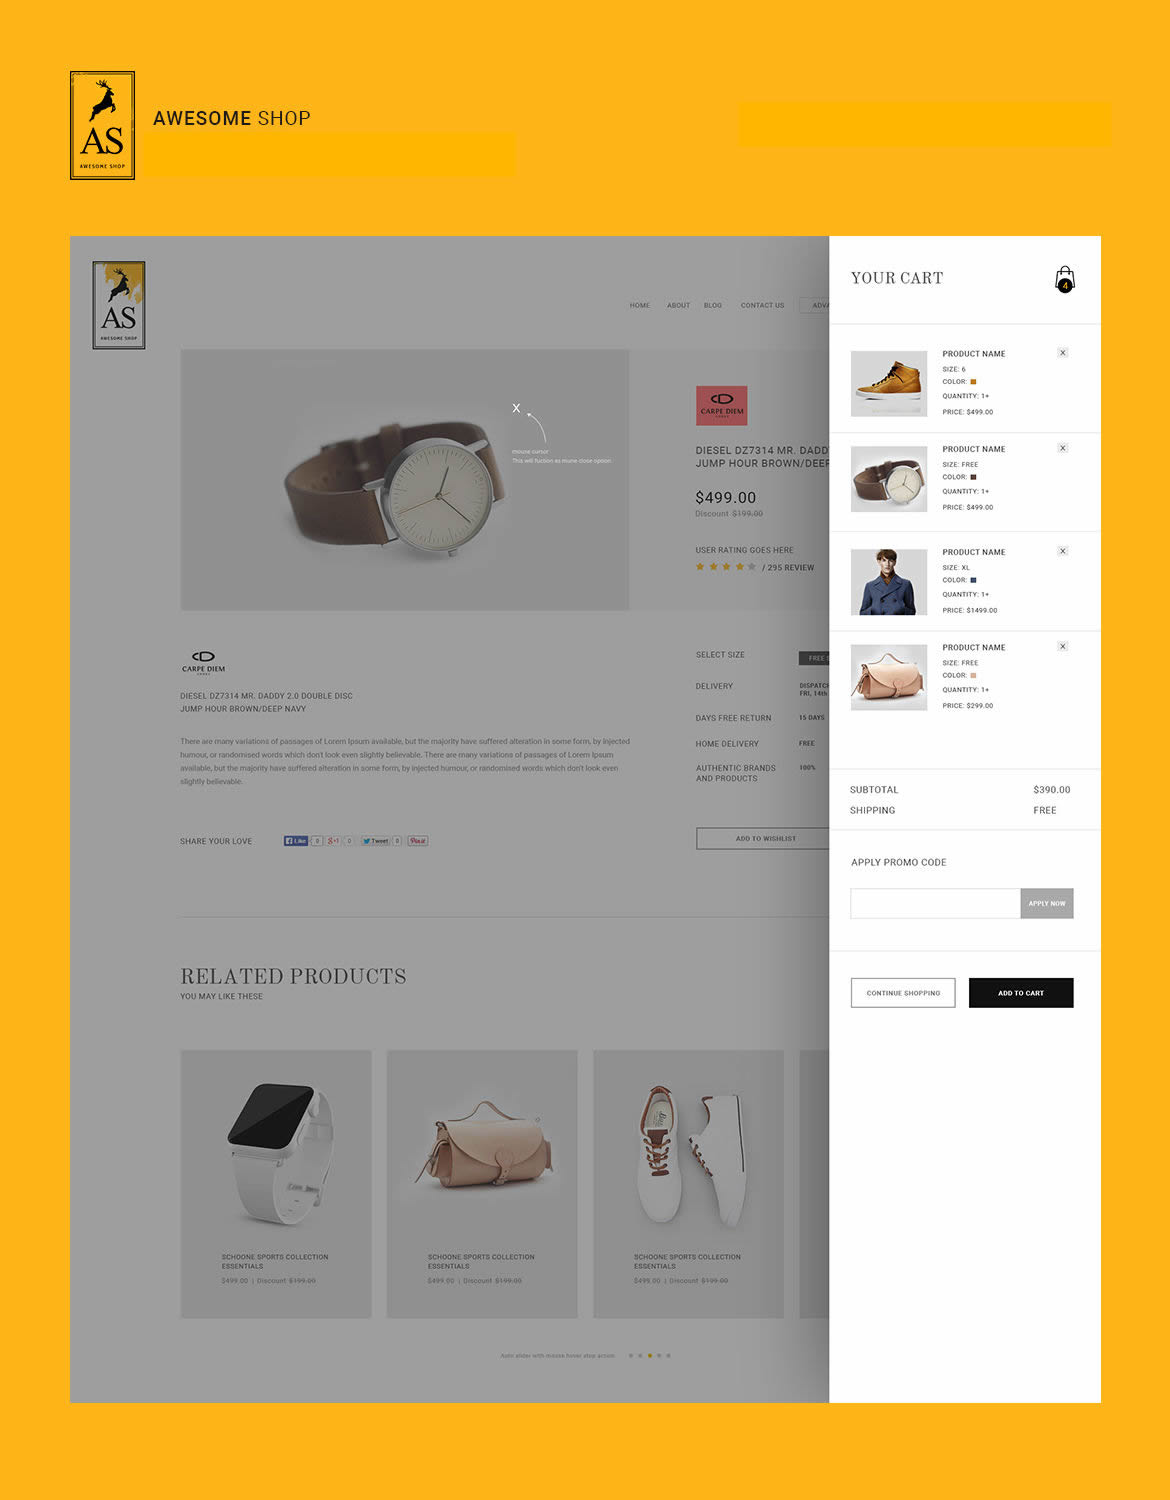 AS
AWESOME SHOP
AWESOME SHOP
AS
AWESOME SHOP
HOME
ABOUT
BLOG
CONTACT US
ADVA
X
mouse cursor
This will fuction as mune close option
CARPE DIEM
DIESEL DZ7314 MR. DADD
JUMP HOUR BROWN/DEEP
$499.00
Discount $199.00
USER RATING GOES HERE
/ 295 REVIEW
CARPE DIEM
DIESEL DZ7314 MR. DADDY 2.0 DOUBLE DISC
JUMP HOUR BROWN/DEEP NAVY
There are many variations of passages of Lorem Ipsum available, but the majority have suffered alteration in some form, by injected
humour, or randomised words which don't look even slightly believable. There are many variations of passages of Lorem Ipsum
available, but the majority have suffered alteration in some form, by injected humour, or randomised words which don't look even
slightly believable.
SHARE YOUR LOVE
Like 0
g+1 0
Tweet 0
Pin it
SELECT SIZE
FREE S
DELIVERY
DISPATCH
FRI, 14th
DAYS FREE RETURN
15 DAYS
HOME DELIVERY
FREE
AUTHENTIC BRANDS
AND PRODUCTS
100%
ADD TO WISHLIST
RELATED PRODUCTS
YOU MAY LIKE THESE
SCHOONE SPORTS COLLECTION
ESSENTIALS
$499.00 | Discount $199.00
SCHOONE SPORTS COLLECTION
ESSENTIALS
$499.00 | Discount $199.00
SCHOONE SPORTS COLLECTION
ESSENTIALS
$499.00 | Discount $199.00
Auto slider with mouse hover stop action
YOUR CART
4
PRODUCT NAME
X
SIZE: 6
COLOR:
QUANTITY: 1+
PRICE: $499.00
PRODUCT NAME
X
SIZE: FREE
COLOR:
QUANTITY: 1+
PRICE: $499.00
PRODUCT NAME
X
SIZE: XL
COLOR:
QUANTITY: 1+
PRICE: $1499.00
PRODUCT NAME
X
SIZE: FREE
COLOR:
QUANTITY: 1+
PRICE: $299.00
SUBTOTAL $390.00
SHIPPING FREE
APPLY PROMO CODE
APPLY NOW
CONTINUE SHOPPING
ADD TO CART